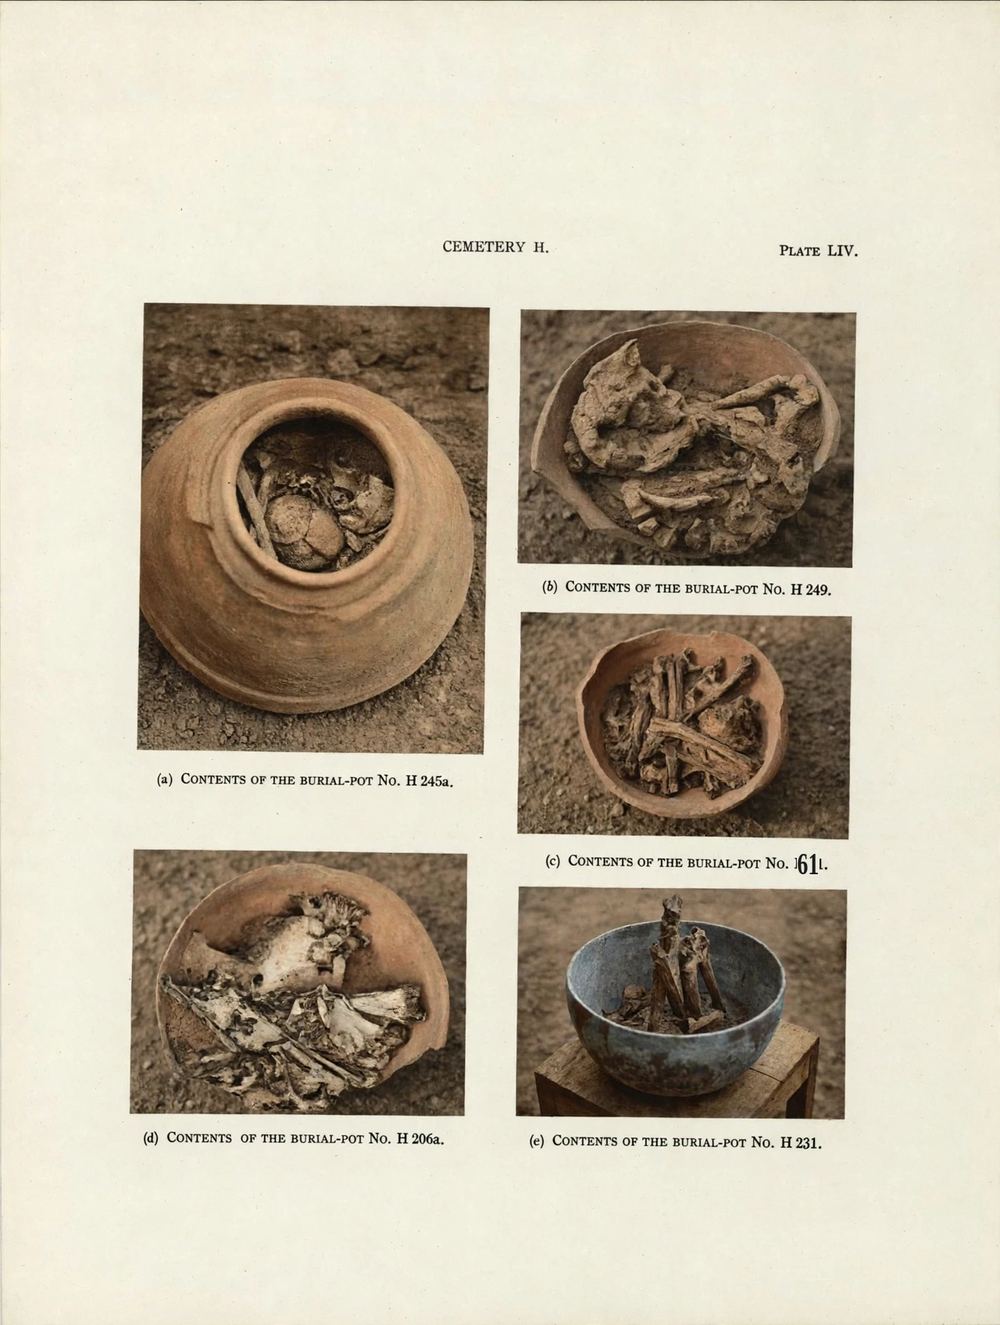 CEMETERY H.
PLATE LIV.
(a) CONTENTS OF THE BURIAL-POT No. H 245a.
(b) CONTENTS OF THE BURIAL-POT No. H 249.
(c) CONTENTS OF THE BURIAL-POT No.
(d) CONTENTS OF THE BURIAL-POT No. H 206a.
(e) CONTENTS OF THE BURIAL-POT No. H 231.